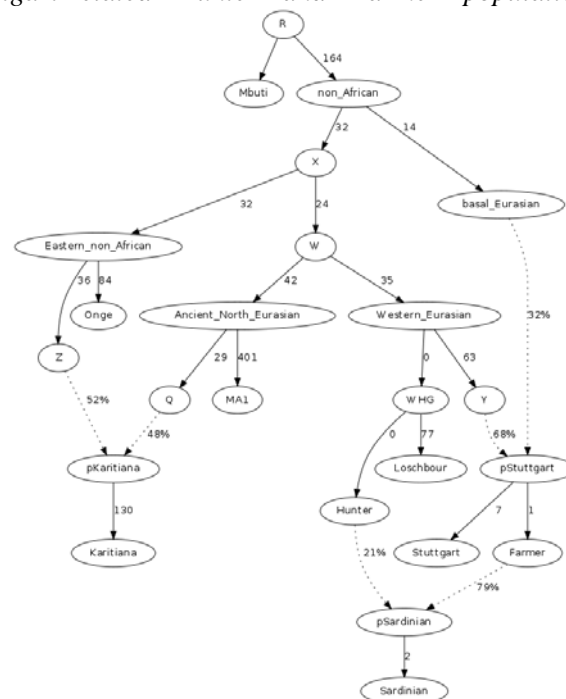 R
164
Mbuti
non_African
32
14
X
32
24
basal_Eurasian
Eastern_non_African
W
36
84
42
35
Onge
Ancient_North_Eurasian
Western_Eurasian
32%
Z
29
401
0
63
Q
MA1
WHG
Y
52%
48%
0
77
68%
pKaritiana
Loschbour
pStuttgart
130
Hunter
7
1
Karitiana
21%
Stuttgart
Farmer
79%
pSardinian
2
Sardinian